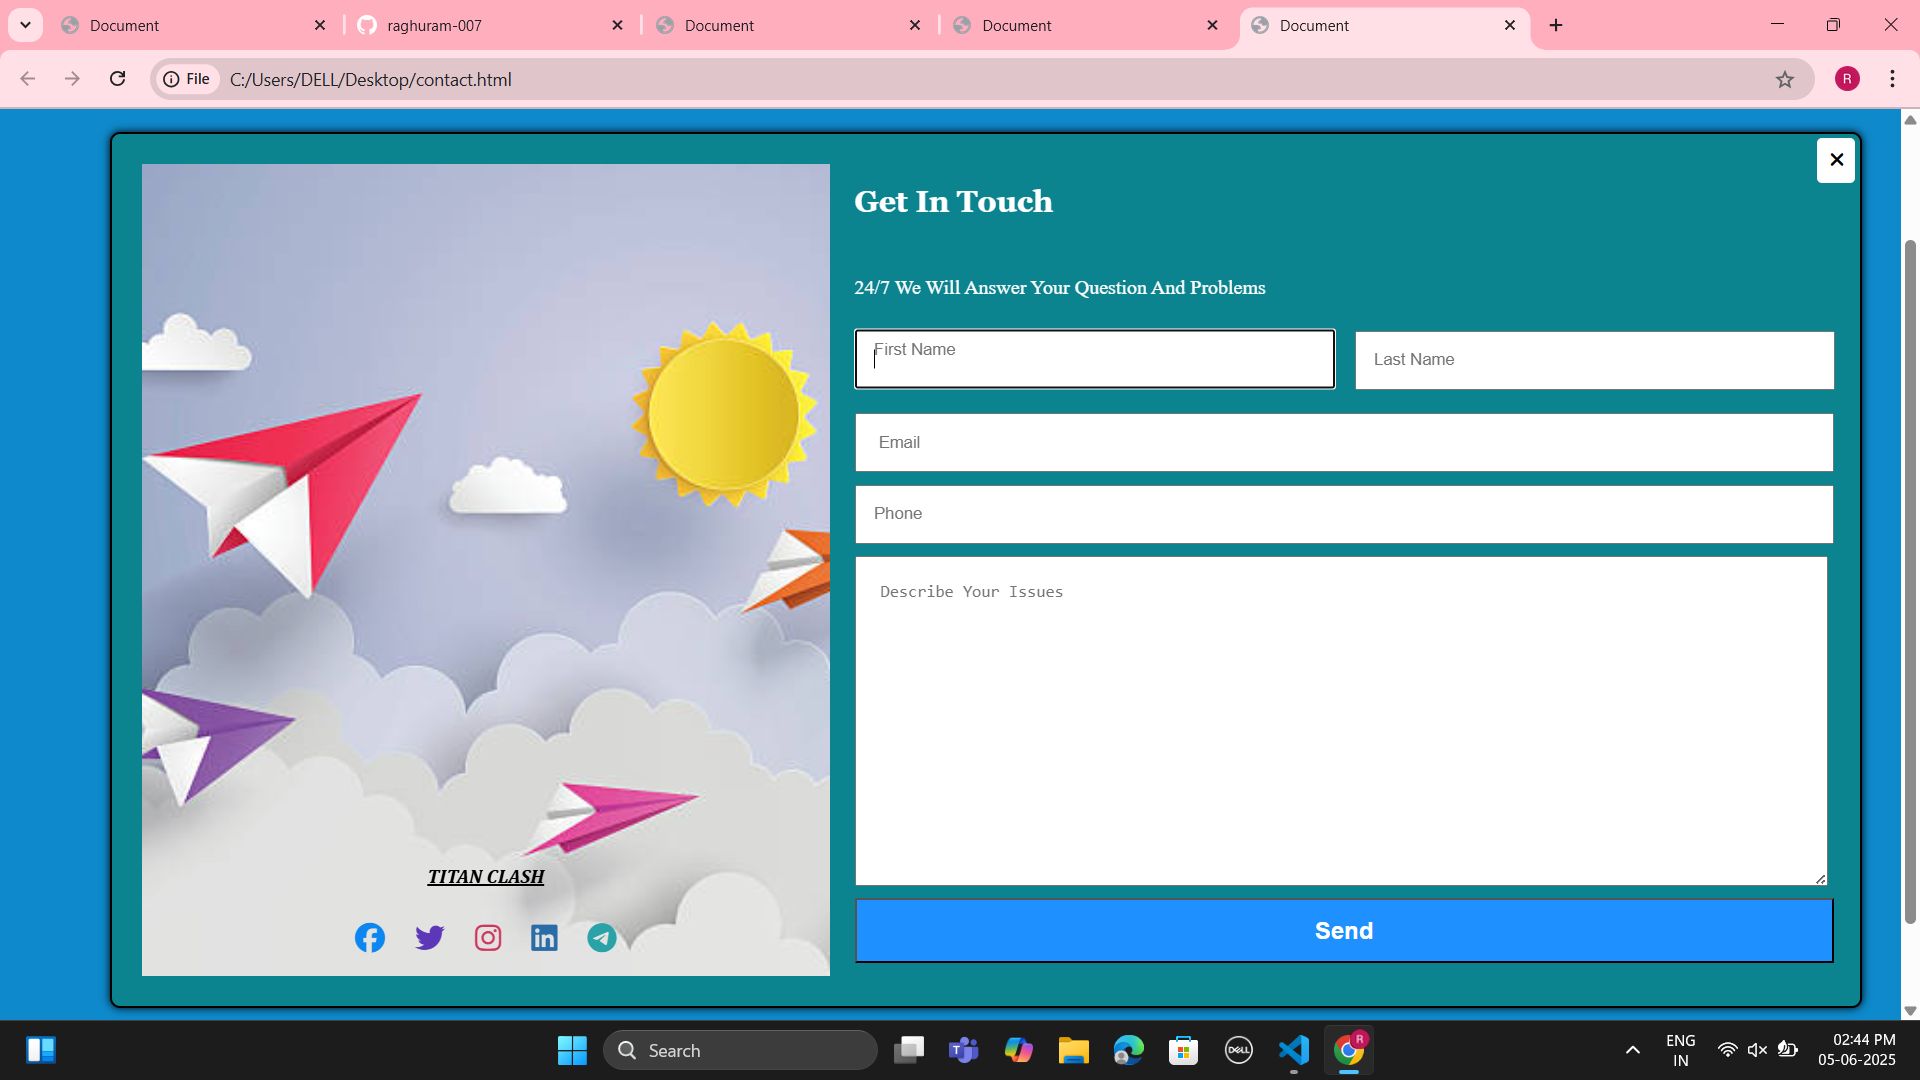 Document
raghuram-007
Document
Document
Document
File
C:/Users/DELL/Desktop/contact.html
R
Get In Touch
24/7 We Will Answer Your Question And Problems
First Name
Last Name
Email
Phone
Describe Your Issues
Send
TITAN CLASH
Search
DELL
R
ENG
IN
02:44 PM
05-06-2025